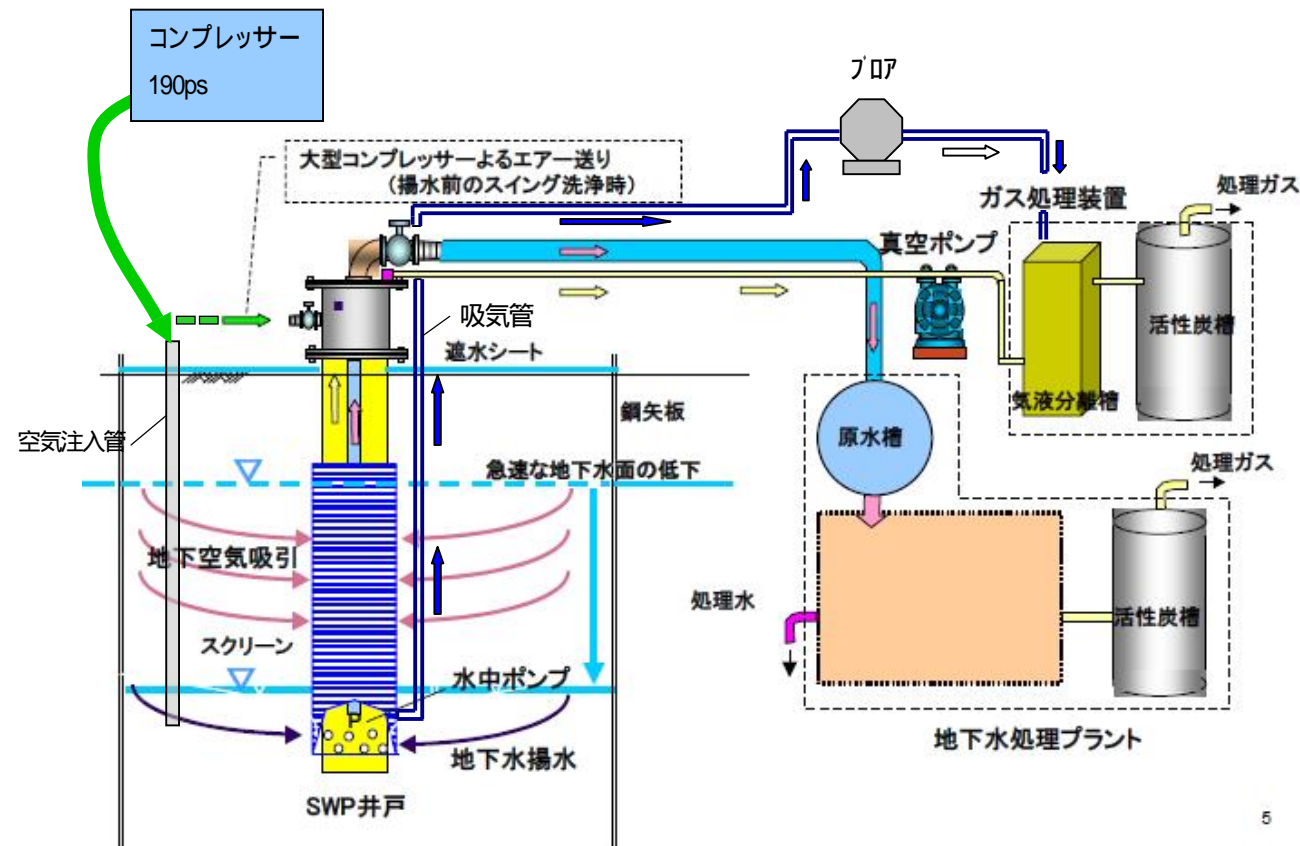 コンプレッサー
190ps
ブロア
大型コンプレッサーよるエアー送り
(揚水前のスイング洗浄時)
処理ガス
ガス処理装置
真空ポンプ
吸気管
活性炭槽
遮水シート
気液分離槽
鋼矢板
空気注入管
原水槽
急速な地下水面の低下
処理ガス
地下空気吸引
処理水
活性炭槽
スクリーン
水中ポンプ
P
地下水揚水
地下水処理プラント
SWP井戸
5